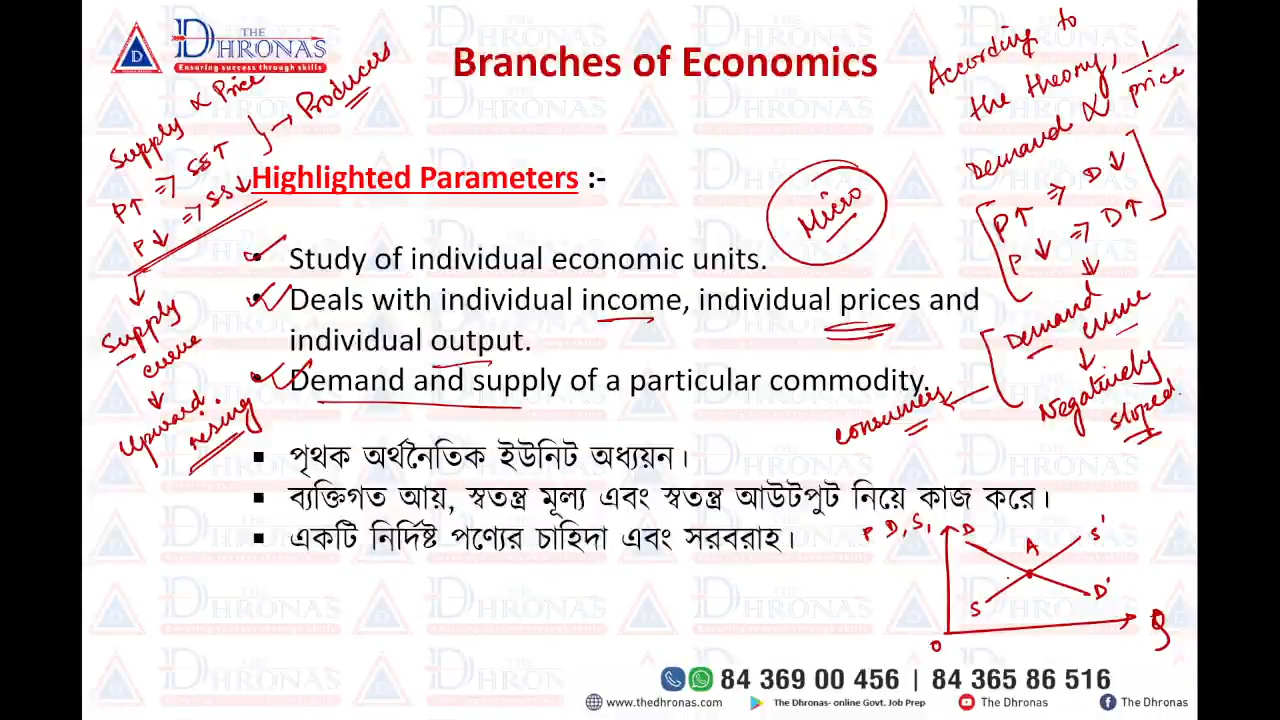 THE
DHRONAS
Ensuring success through skills
Branches of Economics
According to
the theory,
Demand ∝ 1/price
P↑ ⇒ D↓
P↓ ⇒ D↑
Demand
curve
Negatively
sloped
consumers
Supply ∝ Price
P↑ ⇒ SS↑
P↓ ⇒ SS↓
Producers
Supply
curve
Upward
rising
Highlighted Parameters :-
Micro
• Study of individual economic units.
• Deals with individual income, individual prices and
individual output.
• Demand and supply of a particular commodity.
▪ পৃথক অর্থনৈতিক ইউনিট অধ্যয়ন।
▪ ব্যক্তিগত আয়, স্বতন্ত্র মূল্য এবং স্বতন্ত্র আউটপুট নিয়ে কাজ করে।
▪ একটি নির্দিষ্ট পণ্যের চাহিদা এবং সরবরাহ।
P D, S,
D
A
S'
S
D'
O
Q
84 369 00 456 | 84 365 86 516
www.thedhronas.com
The Dhronas- online Govt. Job Prep
The Dhronas
The Dhronas